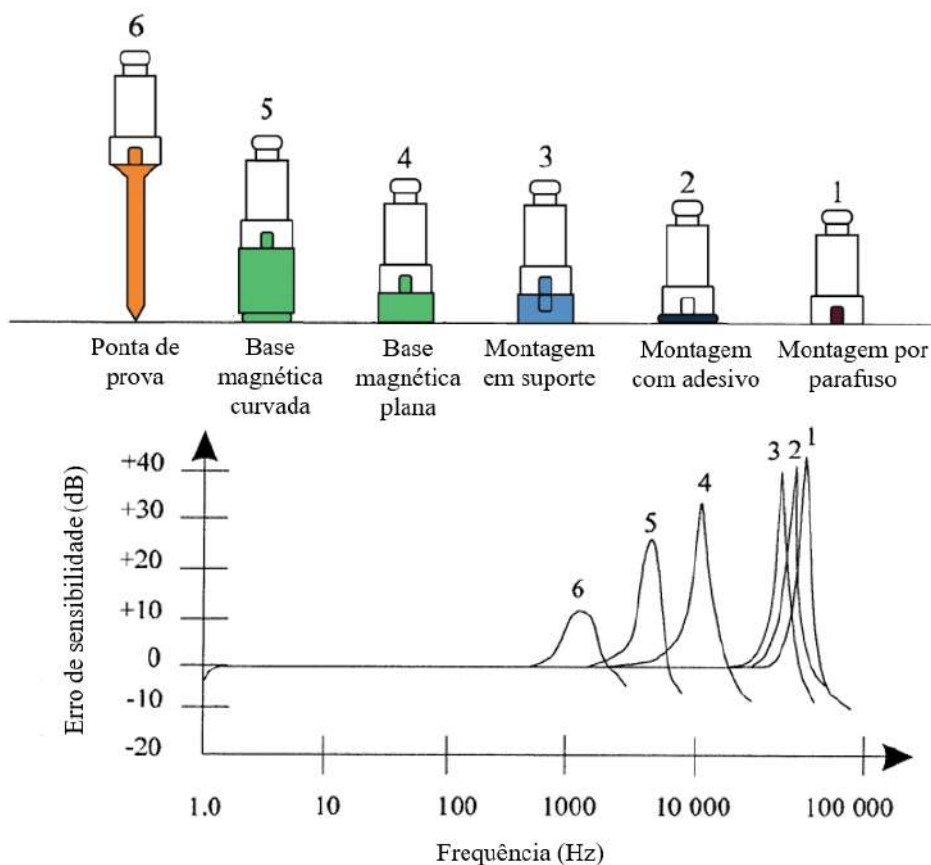 6
5
4
3
2
1
Ponta de
prova
Base
magnética
curvada
Base
magnética
plana
Montagem
em suporte
Montagem
com adesivo
Montagem por
parafuso
Erro de sensibilidade (dB)
+40
+30
+20
+10
0
-10
-20
6
5
4
3 2 1
1.0 10 100 1000 10 000 100 000
Frequência (Hz)